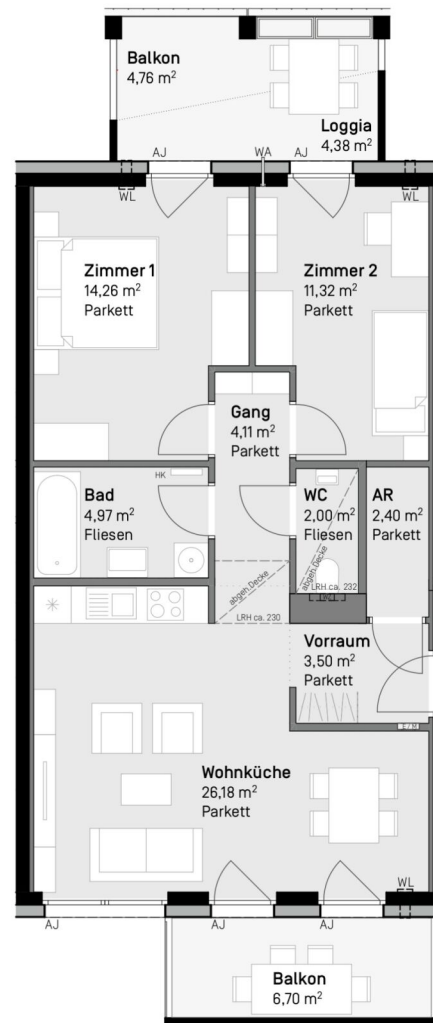 Balkon
4,76 m²
Loggia
4,38 m²
AJ
WA
AJ
WL
WL
Zimmer 1
14,26 m²
Parkett
Zimmer 2
11,32 m²
Parkett
Gang
4,11 m²
Parkett
HK
Bad
4,97 m²
Fliesen
WC
2,00 m²
Fliesen
AR
2,40 m²
Parkett
abgeh. Decke
abgeh. Decke
LRH ca. 232
LRH ca. 230
Vorraum
3,50 m²
Parkett
Wohnküche
26,18 m²
Parkett
WL
AJ
AJ
AJ
Balkon
6,70 m²